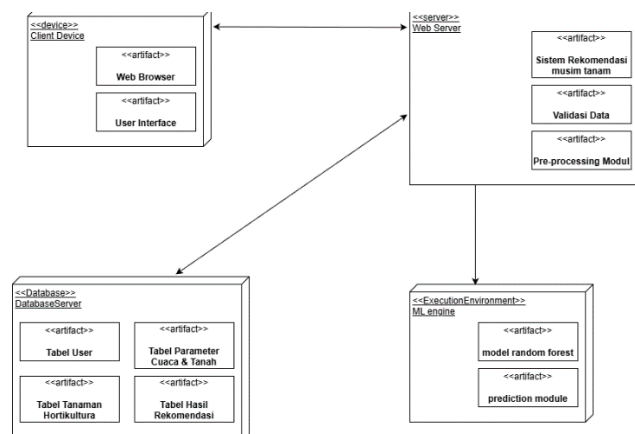 <<device>>
Client Device
<<artifact>>
Web Browser
<<artifact>>
User Interface
<<server>>
Web Server
<<artifact>>
Sistem Rekomendasi
musim tanam
<<artifact>>
Validasi Data
<<artifact>>
Pre-processing Modul
<<Database>>
DatabaseServer
<<artifact>>
Tabel User
<<artifact>>
Tabel Parameter
Cuaca & Tanah
<<artifact>>
Tabel Tanaman
Hortikultura
<<artifact>>
Tabel Hasil
Rekomendasi
<<ExecutionEnvironment>>
ML engine
<<artifact>>
model random forest
<<artifact>>
prediction module